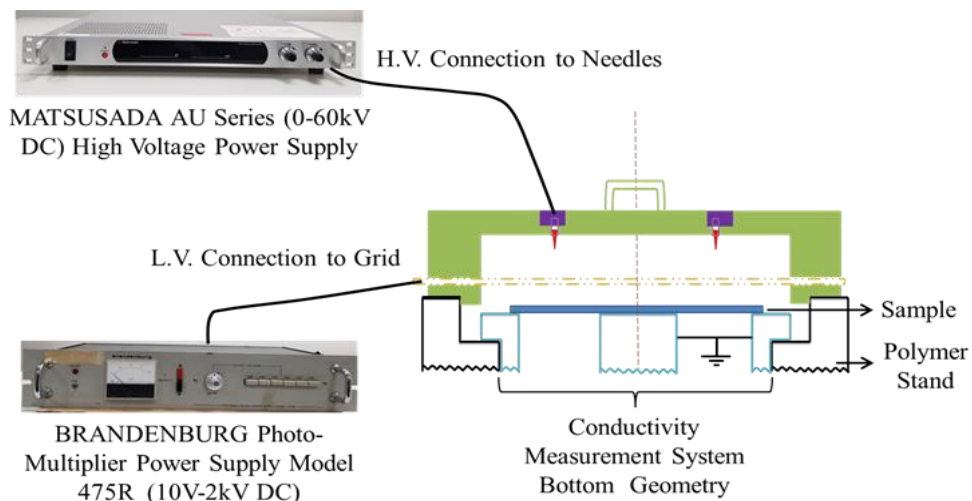 H.V. Connection to Needles
MATSUSADA AU Series (0-60kV
DC) High Voltage Power Supply
L.V. Connection to Grid
Sample
Polymer
Stand
BRANDENBURG Photo-
Multiplier Power Supply Model
475R (10V-2kV DC)
Conductivity
Measurement System
Bottom Geometry